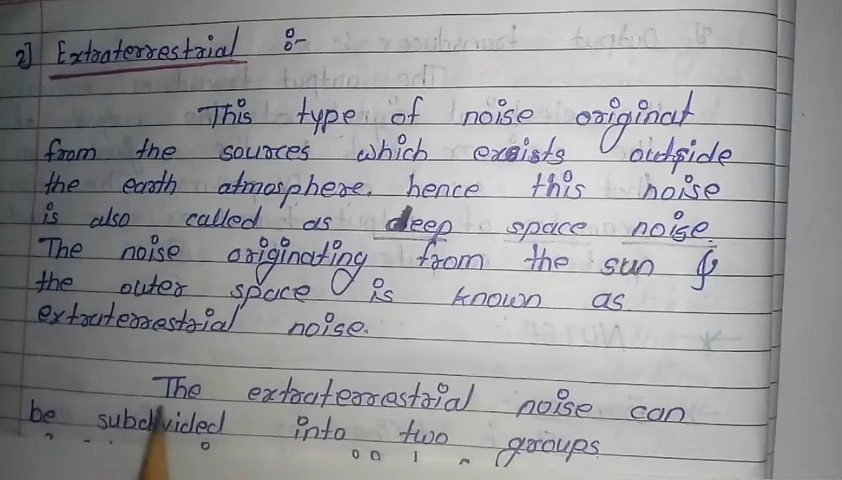 2] Extraterrestrial :-
This type of noise originat
from the sources which exists outside
the earth atmosphere. hence this noise
is also called as deep space noise.
The noise originating from the sun &
the outer space is known as
extraterrestrial noise.
The extraterrestrial noise can
be subdivided into two groups